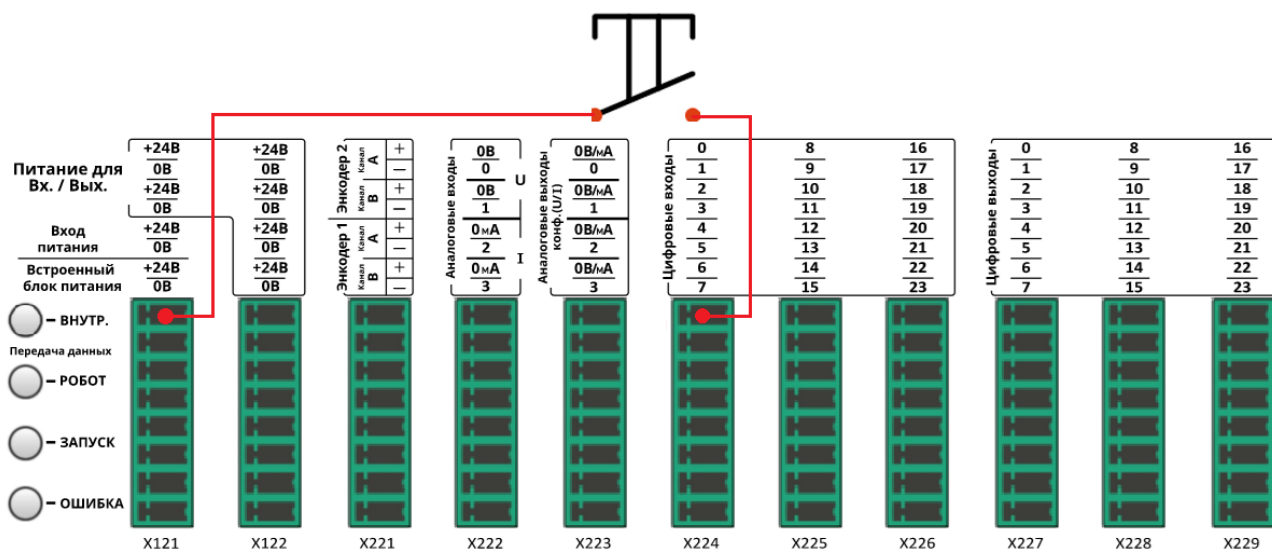 Питание для
Вх. / Вых.
Вход
питания
Встроенный
блок питания
+24В
0В
+24В
0В
+24В
0В
+24В
0В
+24В
0В
+24В
0В
+24В
0В
+24В
0В
Энкодер 2
Канал
А
+
—
Канал
В
+
—
Энкодер 1
Канал
А
+
—
Канал
В
+
—
Аналоговые входы
0В
0
0В
1
U
0мА
2
0мА
3
I
Аналоговые выходы
конф.(U/I)
0В/мА
0
0В/мА
1
0В/мА
2
0В/мА
3
Цифровые входы
0 8 16
1 9 17
2 10 18
3 11 19
4 12 20
5 13 21
6 14 22
7 15 23
Цифровые выходы
0 8 16
1 9 17
2 10 18
3 11 19
4 12 20
5 13 21
6 14 22
7 15 23
– ВНУТР.
Передача данных
– РОБОТ
– ЗАПУСК
– ОШИБКА
X121 X122 X221 X222 X223 X224 X225 X226 X227 X228 X229